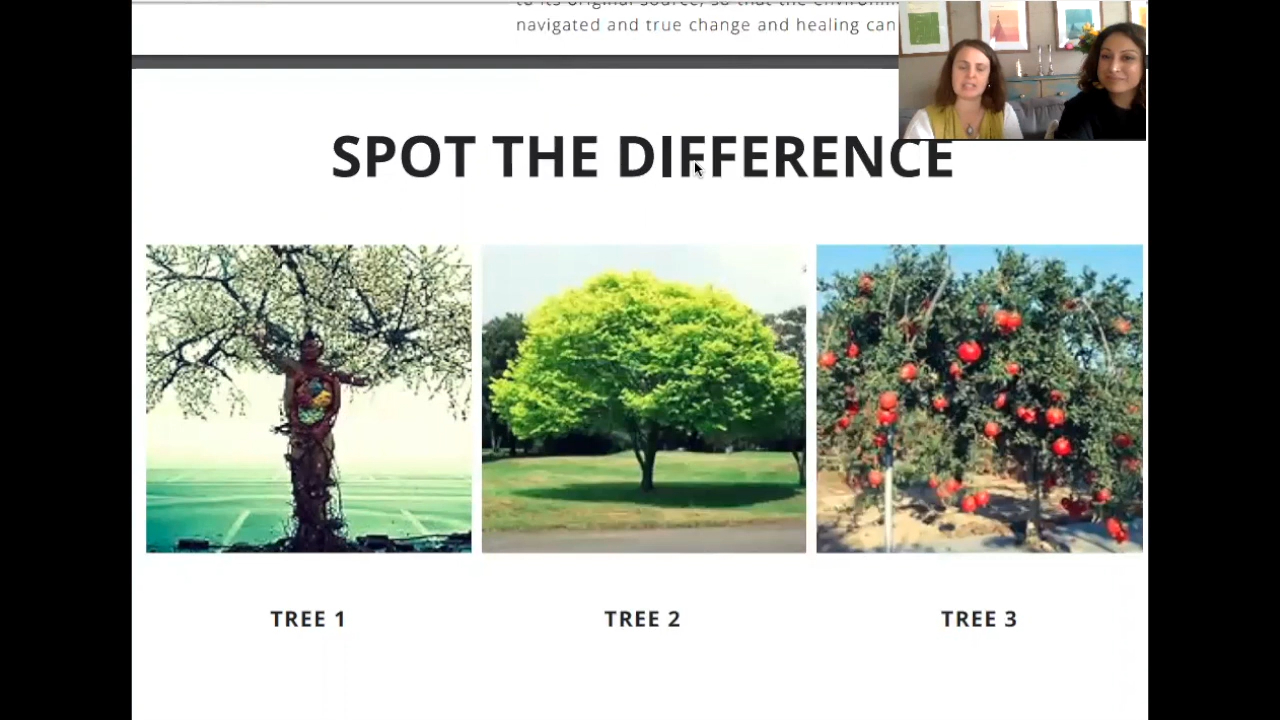 navigated and true change and healing can
SPOT THE DIFFERENCE
TREE 1
TREE 2
TREE 3